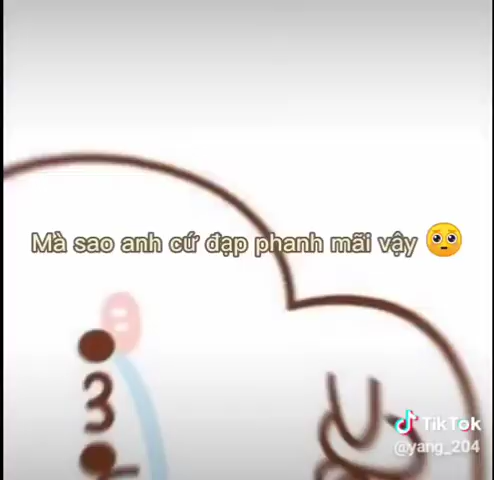 Mà sao anh cứ đạp phanh mãi vậy 🥺
TikTok
@yang_204